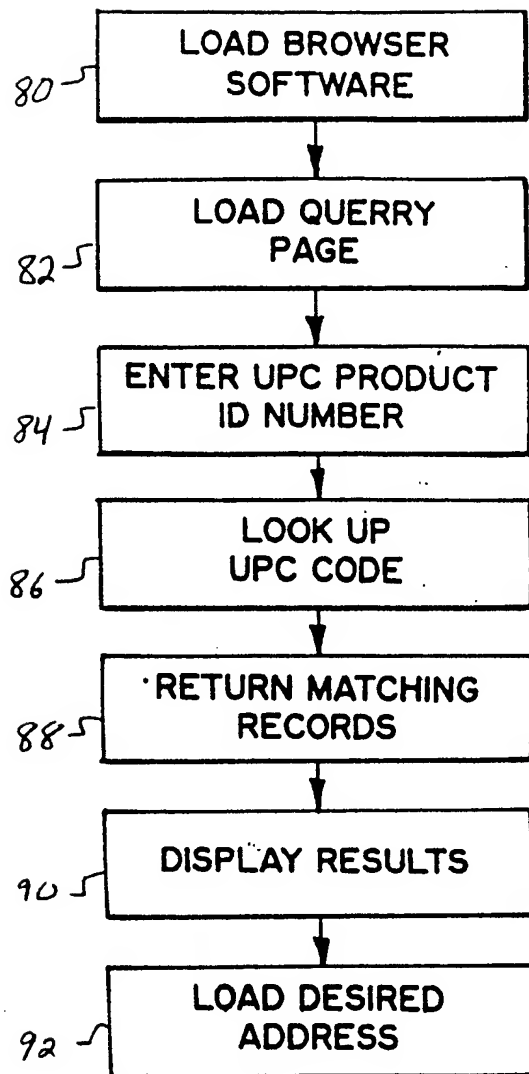 80
LOAD BROWSER
SOFTWARE
82
LOAD QUERRY
PAGE
84
ENTER UPC PRODUCT
ID NUMBER
86
LOOK UP
UPC CODE
88
RETURN MATCHING
RECORDS
90
DISPLAY RESULTS
92
LOAD DESIRED
ADDRESS